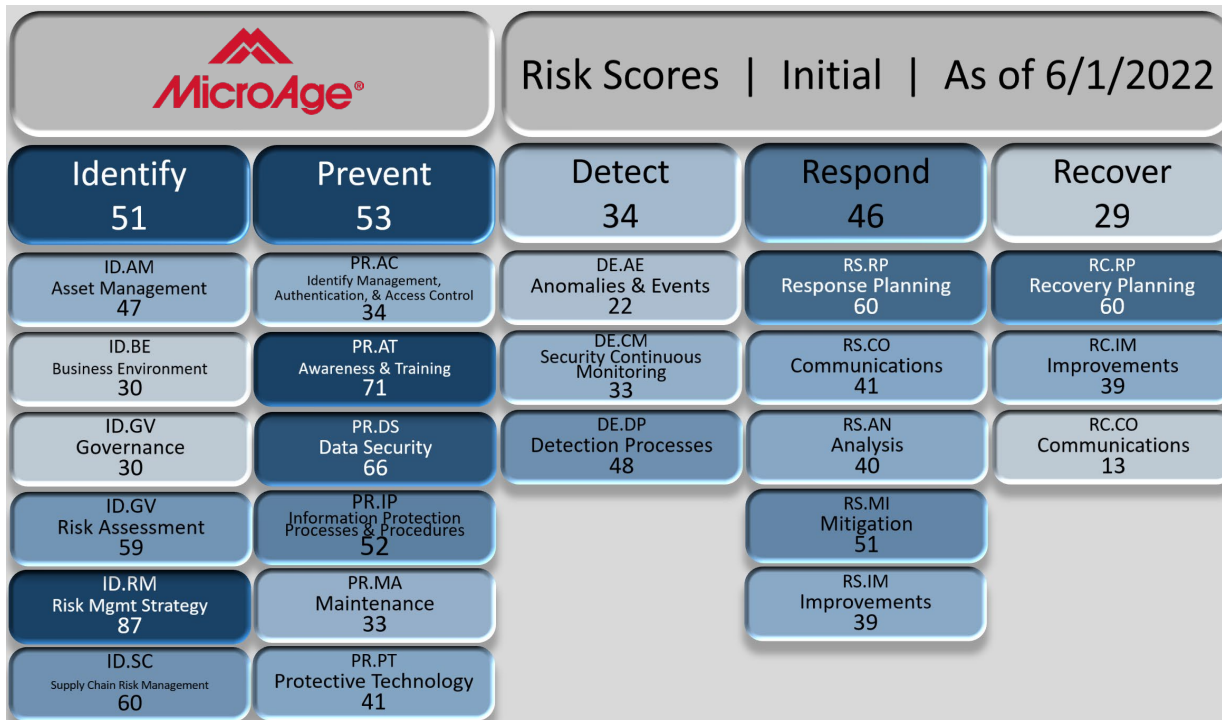 MicroAge®
Risk Scores | Initial | As of 6/1/2022
Identify
51
Prevent
53
Detect
34
Respond
46
Recover
29
ID.AM
Asset Management
47
PR.AC
Identify Management,
Authentication, & Access Control
34
DE.AE
Anomalies & Events
22
RS.RP
Response Planning
60
RC.RP
Recovery Planning
60
ID.BE
Business Environment
30
PR.AT
Awareness & Training
71
DE.CM
Security Continuous
Monitoring
33
RS.CO
Communications
41
RC.IM
Improvements
39
ID.GV
Governance
30
PR.DS
Data Security
66
DE.DP
Detection Processes
48
RS.AN
Analysis
40
RC.CO
Communications
13
ID.GV
Risk Assessment
59
PR.IP
Information Protection
Processes & Procedures
52
RS.MI
Mitigation
51
ID.RM
Risk Mgmt Strategy
87
PR.MA
Maintenance
33
RS.IM
Improvements
39
ID.SC
Supply Chain Risk Management
60
PR.PT
Protective Technology
41